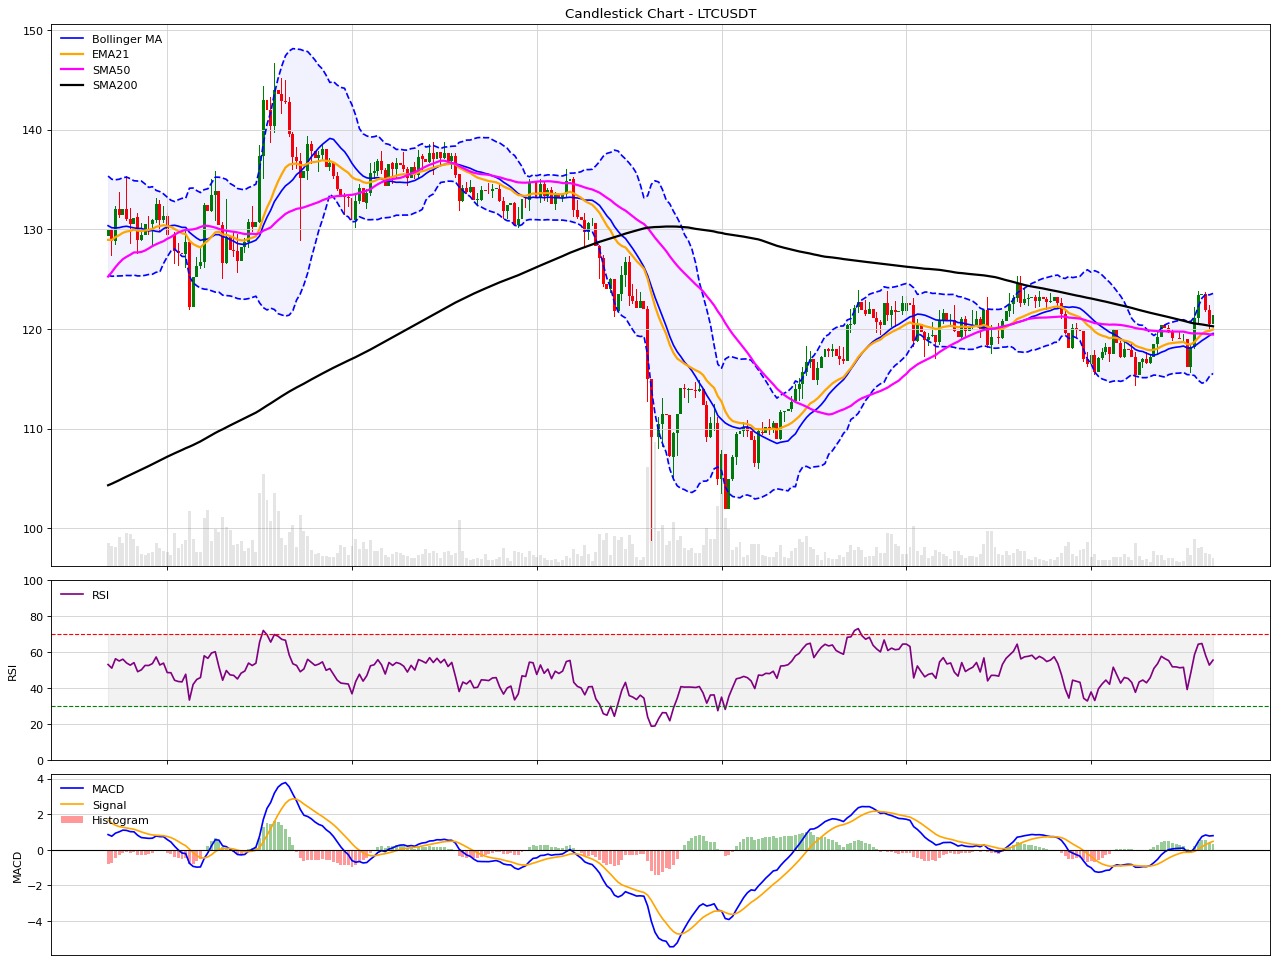 Candlestick Chart - LTCUSDT
Bollinger MA
EMA21
SMA50
SMA200
150
140
130
120
110
100
RSI
100
80
60
40
20
0
RSI
MACD
Signal
Histogram
4
2
0
−2
−4
MACD